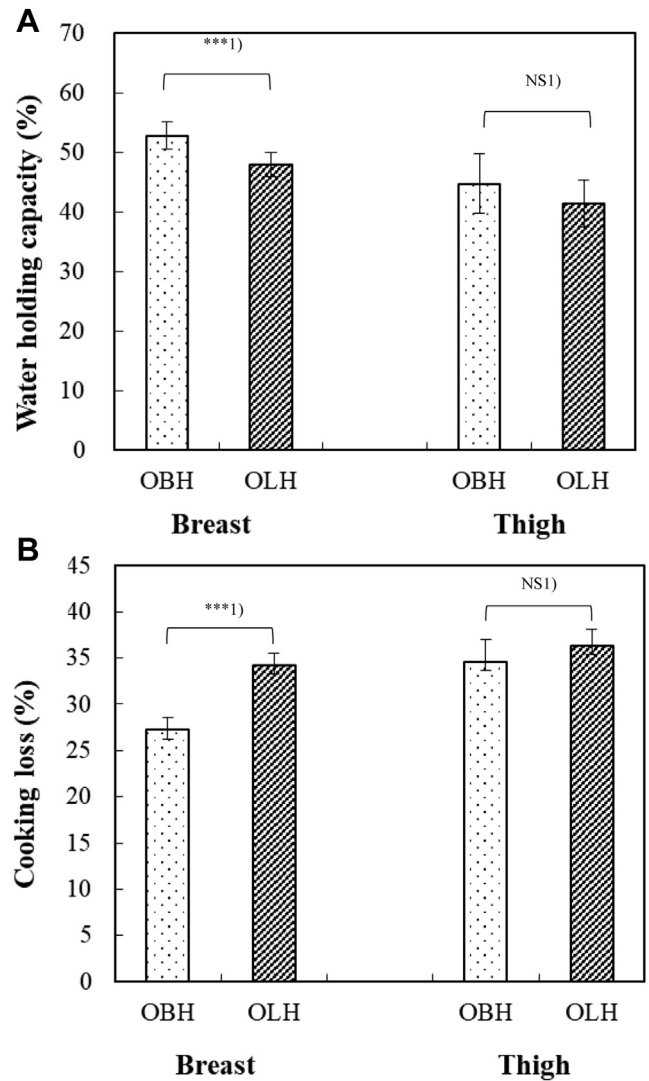 A
Water holding capacity (%)
70
60
50
40
30
20
10
0
***1)
NS1)
OBH OLH OBH OLH
Breast Thigh
B
Cooking loss (%)
45
40
35
30
25
20
15
10
5
0
***1)
NS1)
OBH OLH OBH OLH
Breast Thigh